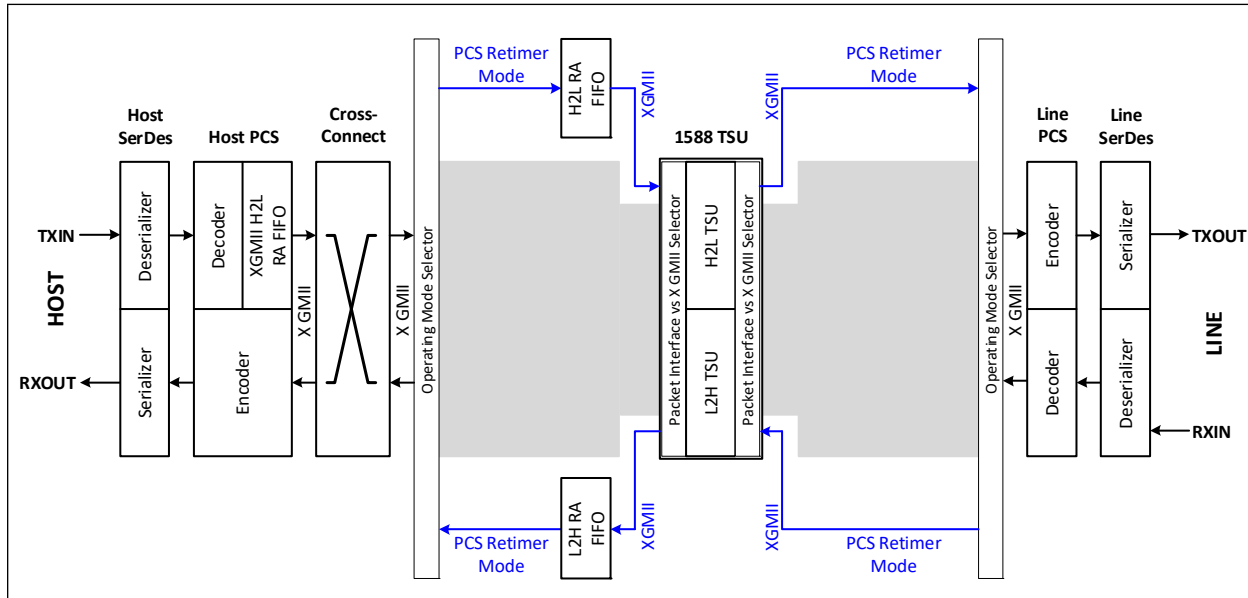 PCS Retimer
Mode
H2L RA
FIFO
XGMII
XGMII
PCS Retimer
Mode
Host
SerDes
Host PCS
Cross-
Connect
1588 TSU
Line
PCS
Line
SerDes
TXIN
HOST
RXOUT
Deserializer
Serializer
Decoder
XGMII H2L
RA FIFO
Encoder
X GMII
X GMII
Operating Mode Selector
Packet Interface vs X GMII Selector
H2L TSU
L2H TSU
Packet Interface vs X GMII Selector
Operating Mode Selector
X GMII
Encoder
Decoder
Serializer
Deserializer
TXOUT
LINE
RXIN
PCS Retimer
Mode
L2H RA
FIFO
XGMII
XGMII
PCS Retimer
Mode